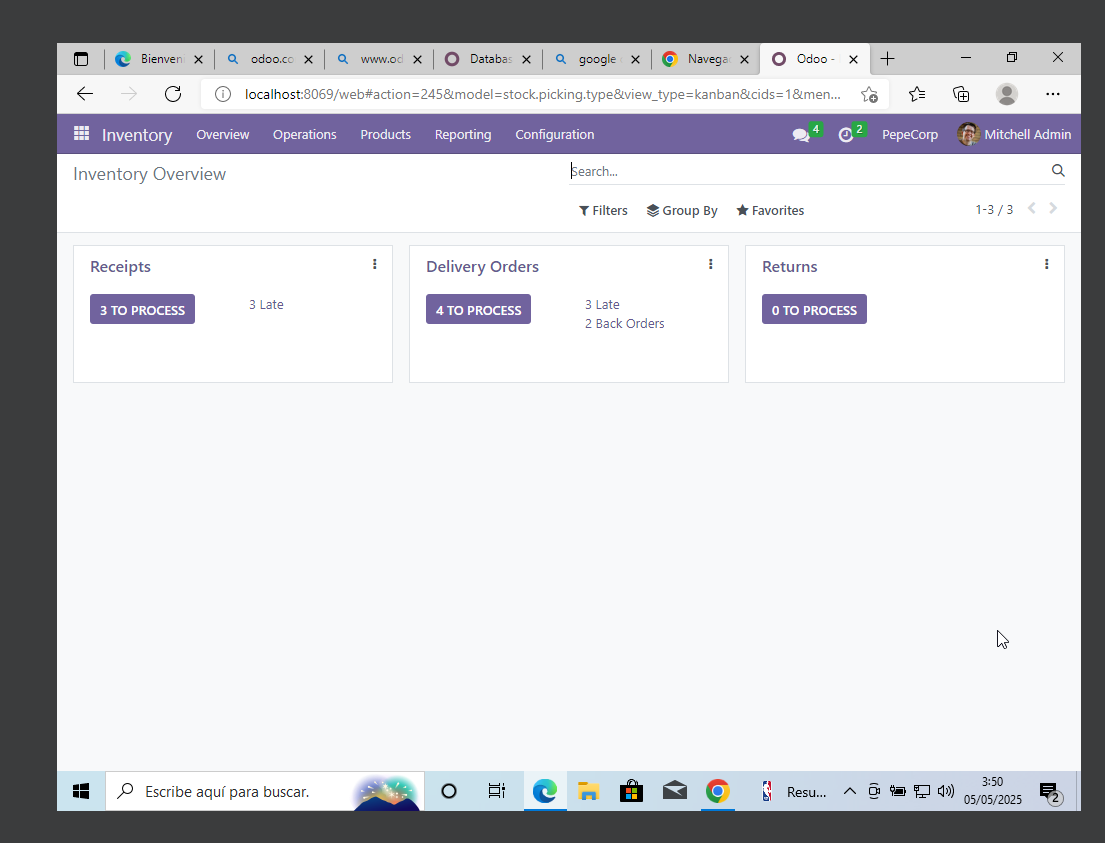 Bienven
odoo.co
www.od
Databas
google
Navega
Odoo -
localhost:8069/web#action=245&model=stock.picking.type&view_type=kanban&cids=1&men...
Inventory Overview Operations Products Reporting Configuration 4 2 PepeCorp Mitchell Admin
Inventory Overview
Search...
Filters Group By Favorites 1-3 / 3
Receipts
3 TO PROCESS 3 Late
Delivery Orders
4 TO PROCESS 3 Late
2 Back Orders
Returns
0 TO PROCESS
Escribe aquí para buscar.
Resu...
3:50
05/05/2025
2